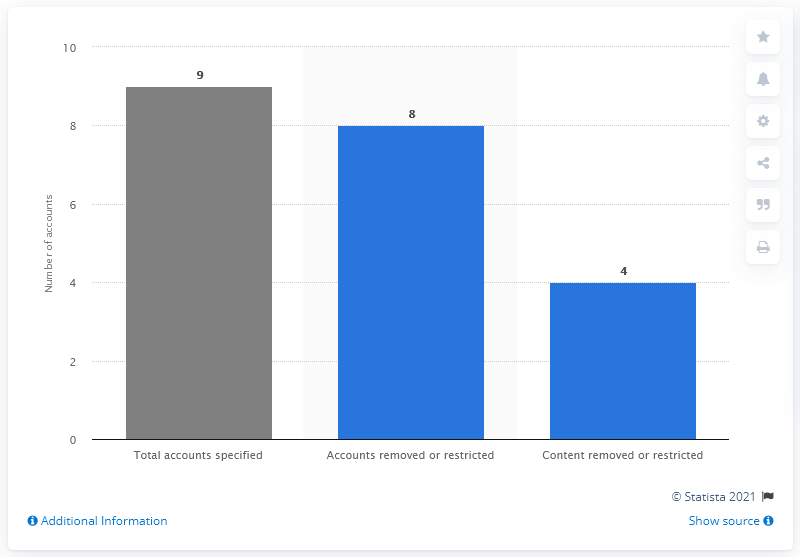 Number of accounts
10
8
6
4
2
0
9
8
4
Total accounts specified
Accounts removed or restricted
Content removed or restricted
© Statista 2021
Additional Information
Show source